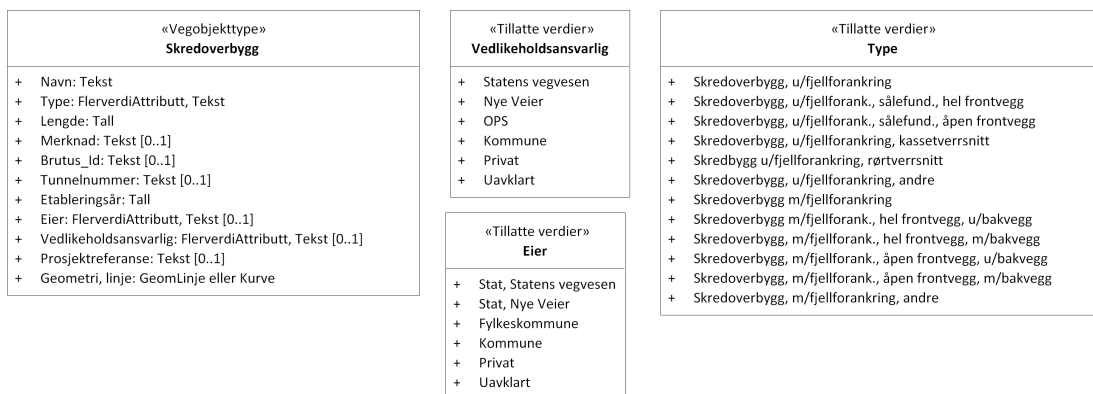 «Vegobjekttype»
Skredoverbygg
+ Navn: Tekst
+ Type: FlerverdiAttributt, Tekst
+ Lengde: Tall
+ Merknad: Tekst [0..1]
+ Brutus_Id: Tekst [0..1]
+ Tunnelnummer: Tekst [0..1]
+ Etableringsår: Tall
+ Eier: FlerverdiAttributt, Tekst [0..1]
+ Vedlikeholdsansvarlig: FlerverdiAttributt, Tekst [0..1]
+ Prosjektreferanse: Tekst [0..1]
+ Geometri, linje: GeomLinje eller Kurve
«Tillatte verdier»
Vedlikeholdsansvarlig
+ Statens vegvesen
+ Nye Veier
+ OPS
+ Kommune
+ Privat
+ Uavklart
«Tillatte verdier»
Eier
+ Stat, Statens vegvesen
+ Stat, Nye Veier
+ Fylkeskommune
+ Kommune
+ Privat
+ Uavklart
«Tillatte verdier»
Type
+ Skredoverbygg, u/fjellforankring
+ Skredoverbygg, u/fjellforank., sålefund., hel frontvegg
+ Skredoverbygg, u/fjellforank., sålefund., åpen frontvegg
+ Skredoverbygg, u/fjellforankring, kassetverrsnitt
+ Skredbygg u/fjellforankring, rørtverrsnitt
+ Skredoverbygg, u/fjellforankring, andre
+ Skredoverbygg m/fjellforankring
+ Skredoverbygg m/fjellforank., hel frontvegg, u/bakvegg
+ Skredoverbygg, m/fjellforank., hel frontvegg, m/bakvegg
+ Skredoverbygg, m/fjellforank., åpen frontvegg, u/bakvegg
+ Skredoverbygg, m/fjellforank., åpen frontvegg, m/bakvegg
+ Skredoverbygg, m/fjellforankring, andre